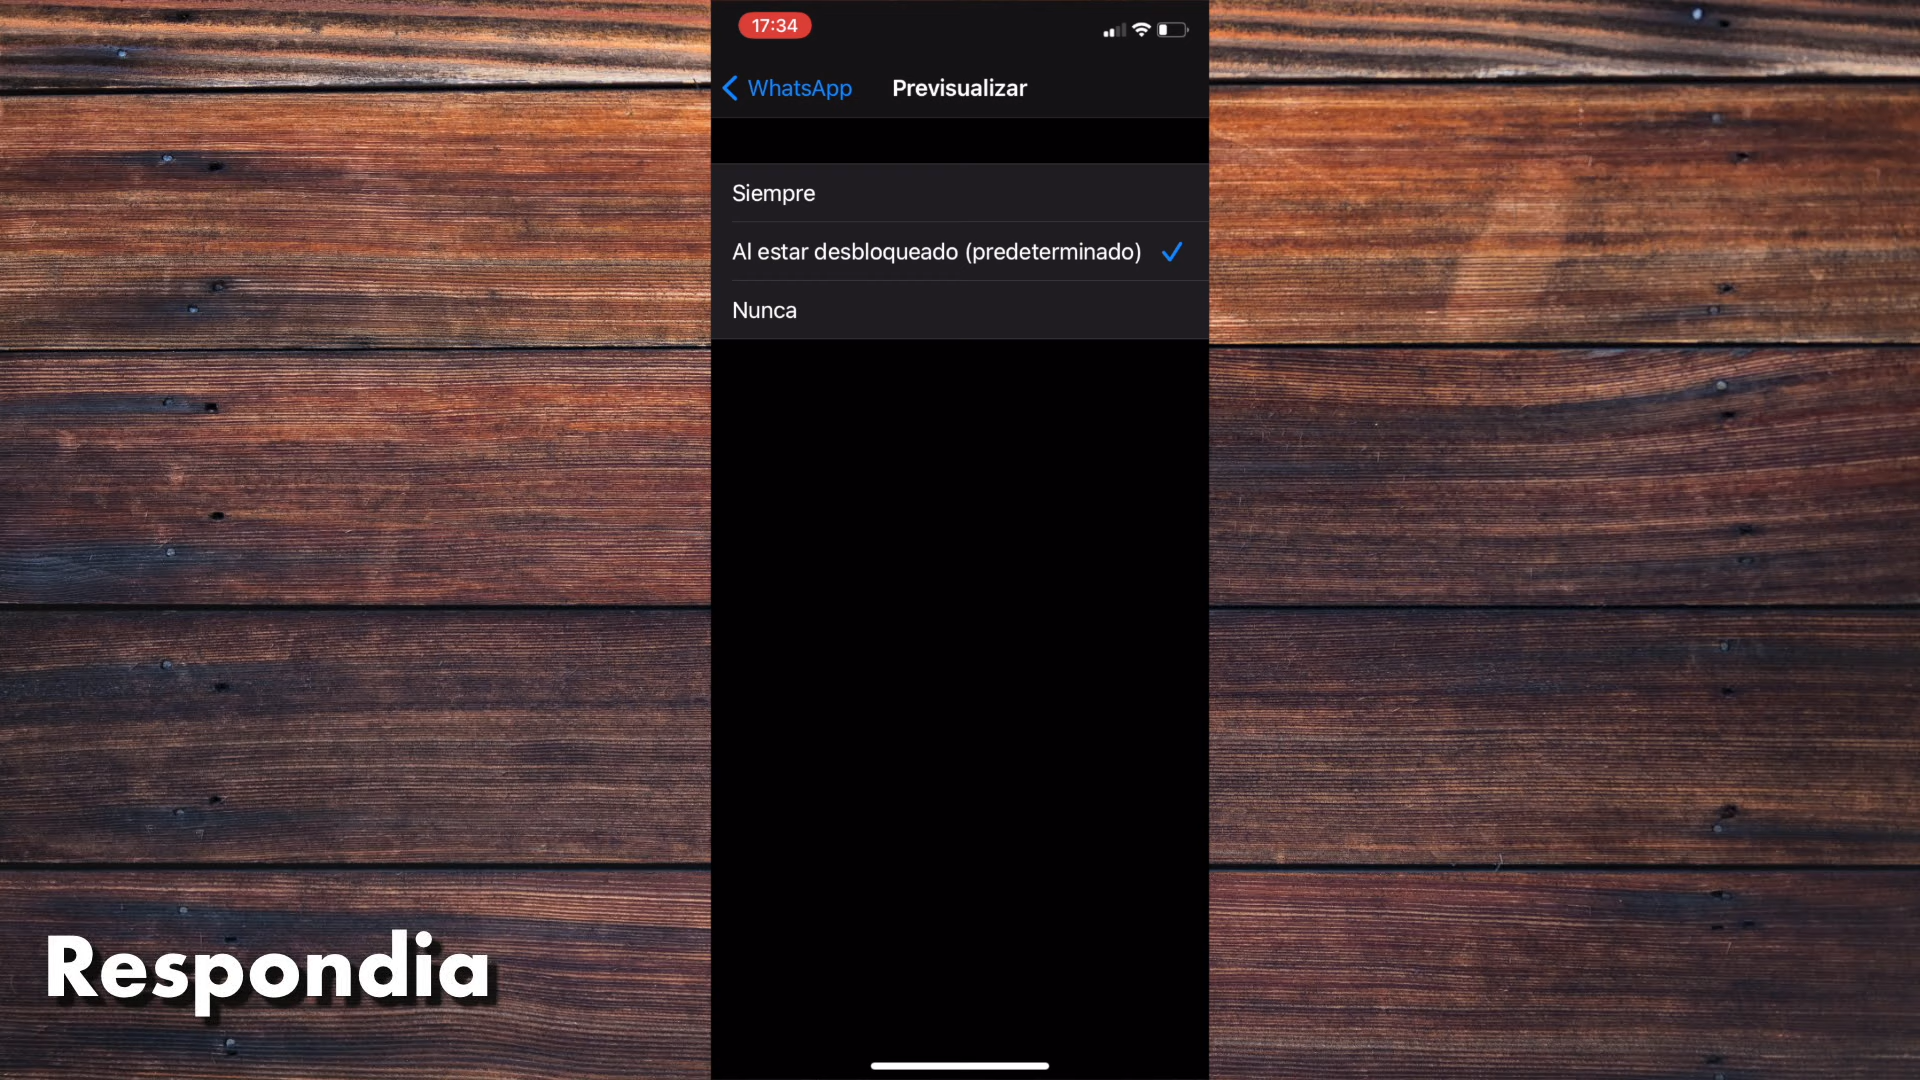 17:34
WhatsApp
Previsualizar
Siempre
Al estar desbloqueado (predeterminado)
Nunca
Respondia